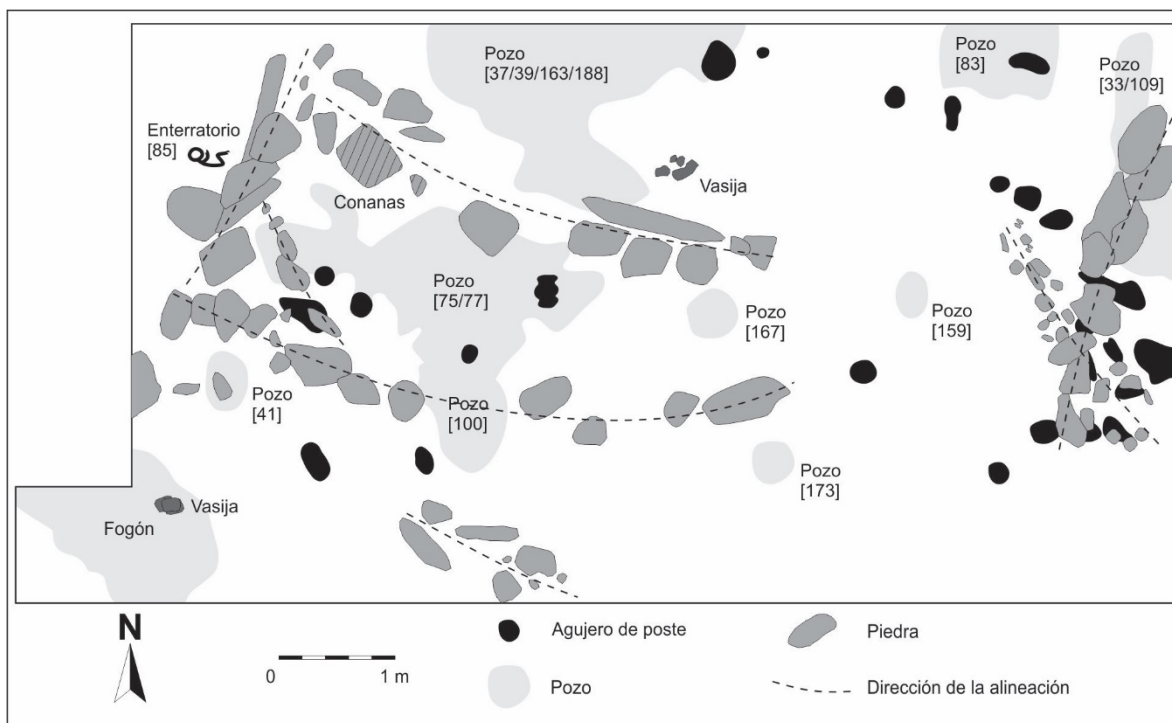 Pozo
[37/39/163/188]
Pozo
[83]
Pozo
[33/109]
Enterratorio
[85]
Vasija
Conanas
Pozo
[75/77]
Pozo
[167]
Pozo
[159]
Pozo
[41]
Pozo
[100]
Pozo
[173]
Vasija
Fogón
N
0 1 m
Agujero de poste
Piedra
Pozo
Dirección de la alineación